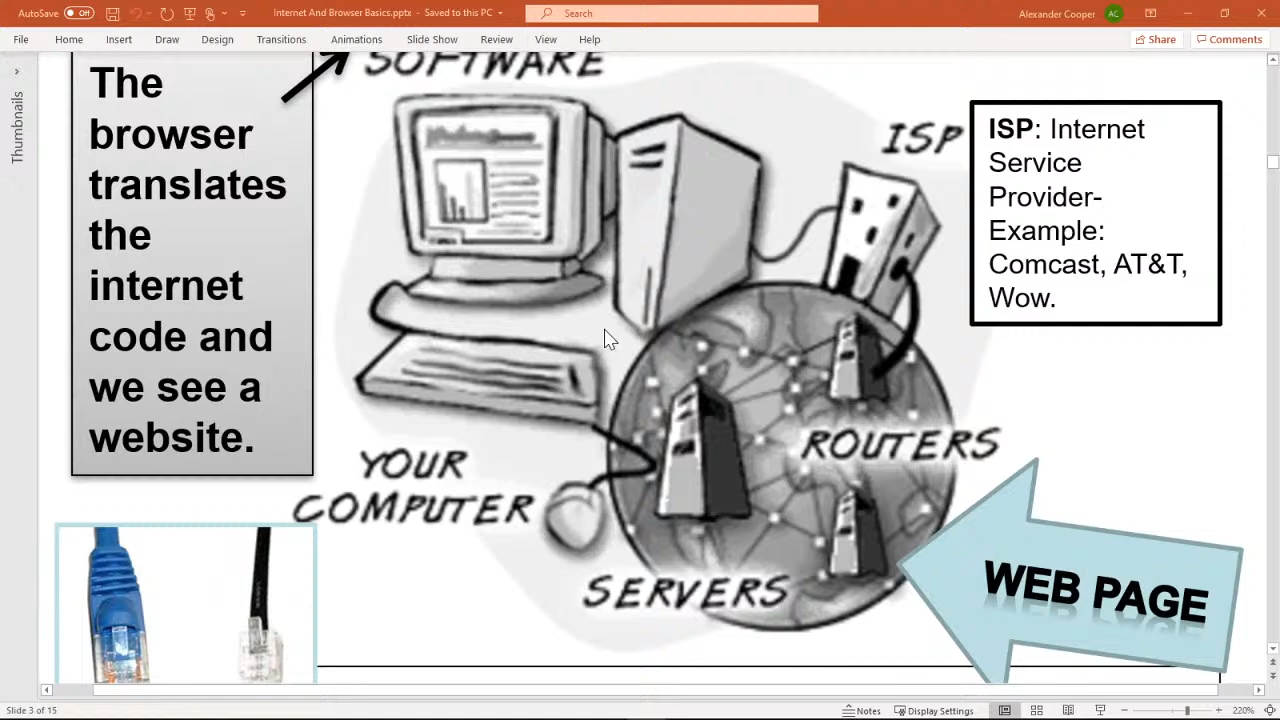 AutoSave Off
Internet And Browser Basics.pptx - Saved to this PC
Search
Alexander Cooper AC
File Home Insert Draw Design Transitions Animations Slide Show Review View Help Share Comments
Thumbnails
SOFTWARE
The
browser
translates
the
internet
code and
we see a
website.
ISP
ISP: Internet
Service
Provider-
Example:
Comcast, AT&T,
Wow.
YOUR
COMPUTER
ROUTERS
SERVERS
WEB PAGE
Slide 3 of 15 Notes Display Settings 220%